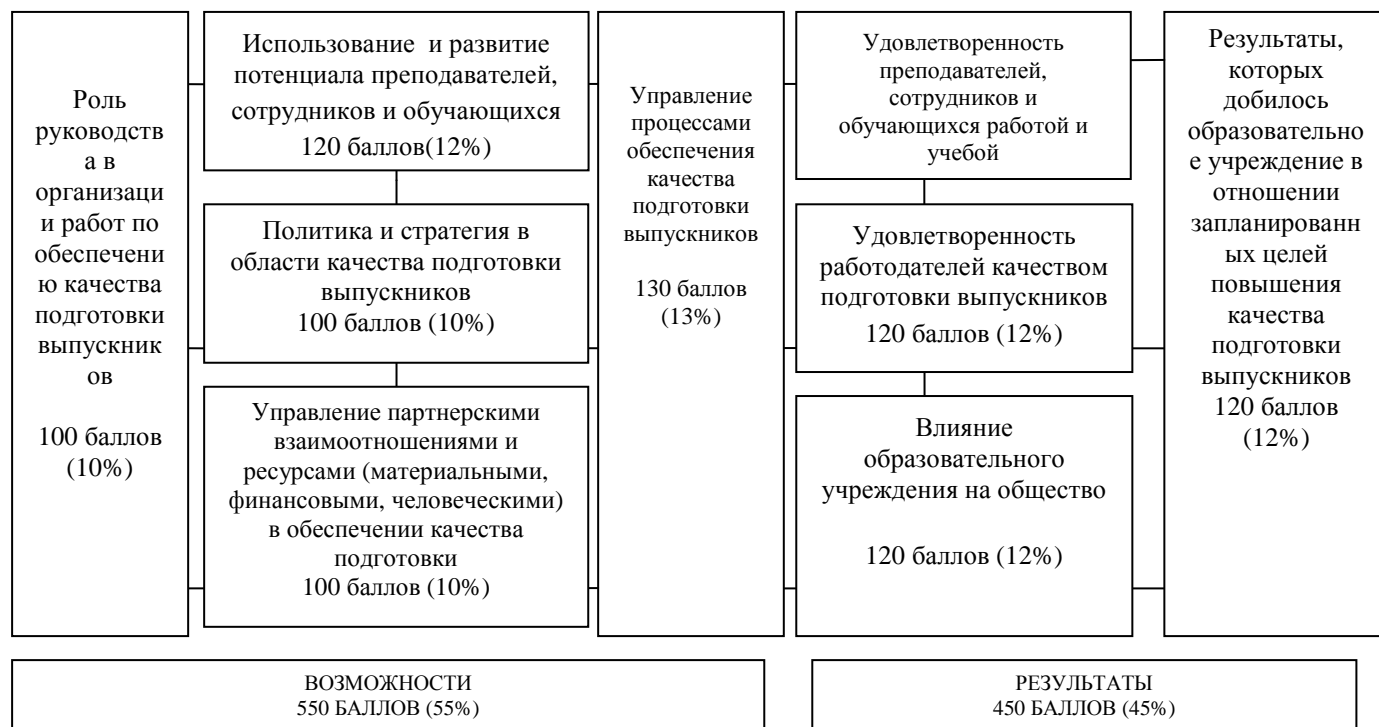 Роль
руководств
а в
организаци
и работ по
обеспечени
ю качества
подготовки
выпускник
ов
100 баллов
(10%)
Использование и развитие
потенциала преподавателей,
сотрудников и обучающихся
120 баллов(12%)
Политика и стратегия в
области качества подготовки
выпускников
100 баллов (10%)
Управление партнерскими
взаимоотношениями и
ресурсами (материальными,
финансовыми, человеческими)
в обеспечении качества
подготовки
100 баллов (10%)
Управление
процессами
обеспечения
качества
подготовки
выпускников
130 баллов
(13%)
Удовлетворенность
преподавателей,
сотрудников и
обучающихся работой и
учебой
Удовлетворенность
работодателей качеством
подготовки выпускников
120 баллов (12%)
Влияние
образовательного
учреждения на общество
120 баллов (12%)
Результаты,
которых
добилось
образовательно
е учреждение в
отношении
запланированн
ых целей
повышения
качества
подготовки
выпускников
120 баллов
(12%)
ВОЗМОЖНОСТИ
550 БАЛЛОВ (55%)
РЕЗУЛЬТАТЫ
450 БАЛЛОВ (45%)